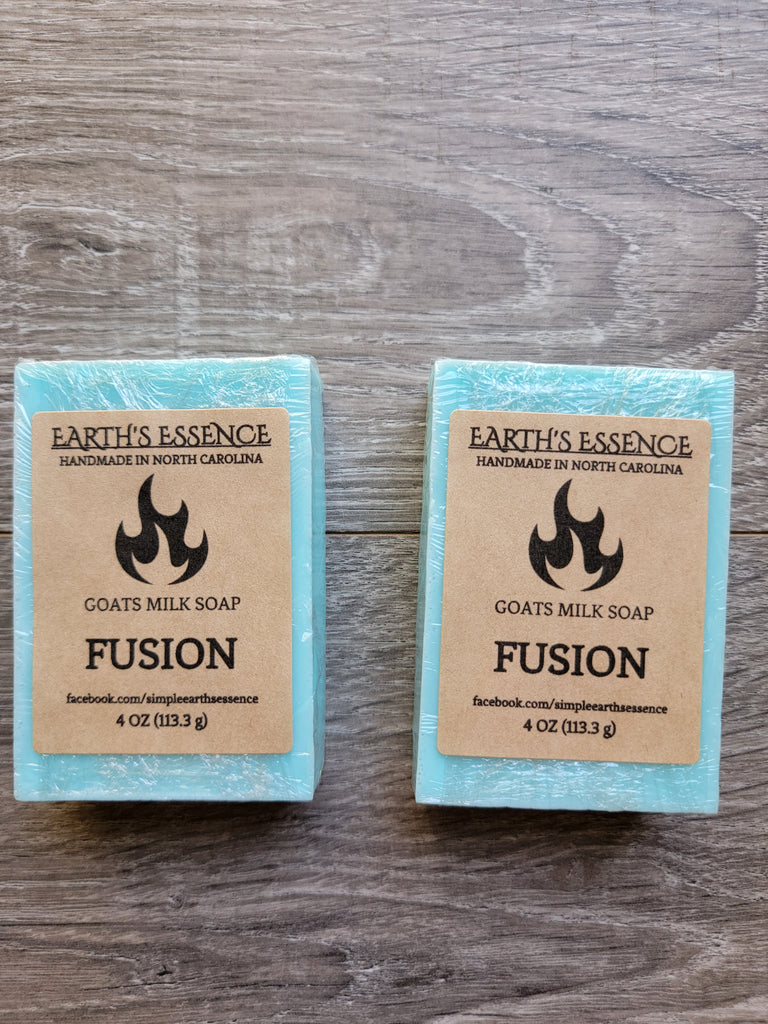 EARTH'S ESSENCE
HANDMADE IN NORTH CAROLINA
GOATS MILK SOAP
FUSION
facebook.com/simpleearthsessence
4 OZ (113.3 g)
EARTH'S ESSENCE
HANDMADE IN NORTH CAROLINA
GOATS MILK SOAP
FUSION
facebook.com/simpleearthsessence
4 OZ (113.3 g)